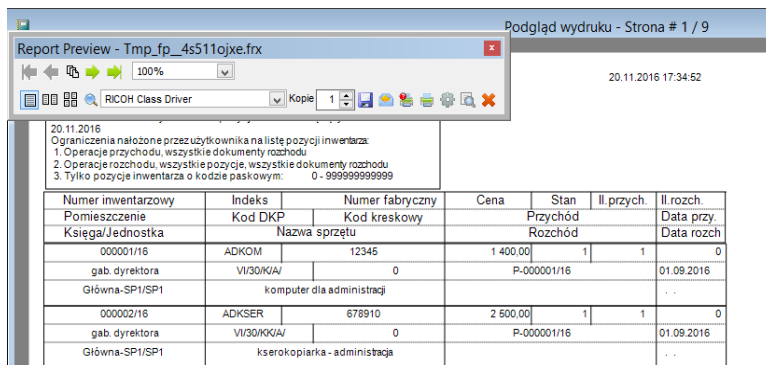 Podgląd wydruku - Strona # 1 / 9
Report Preview - Tmp_fp__4s511ojxe.frx
x
100%
20.11.2016 17:34:52
RICOH Class Driver Kopie 1
20.11.2016
Ograniczenia nałożone przez użytkownika na listę pozycji inwentarza:
1. Operacje przychodu, wszystkie dokumenty rozchodu
2. Operacje rozchodu, wszystkie pozycje, wszystkie dokumenty rozchodu
3. Tylko pozycje inwentarza o kodzie paskowym: 0 - 999999999999
Numer inwentarzowy Indeks Numer fabryczny Cena Stan Il.przych. Il.rozch.
Pomieszczenie Kod DKP Kod kreskowy Przychód Data przy.
Księga/Jednostka Nazwa sprzętu Rozchód Data rozch
000001/16 ADKOM 12345 1 400,00 1 1 0
gab. dyrektora VI/30/K/A/ 0 P-000001/16 01.09.2016
Główna-SP1/SP1 komputer dla administracji . .
000002/16 ADKSER 678910 2 500,00 1 1 0
gab. dyrektora VI/30/KK/A/ 0 P-000001/16 01.09.2016
Główna-SP1/SP1 kserokopiarka - administracja . .